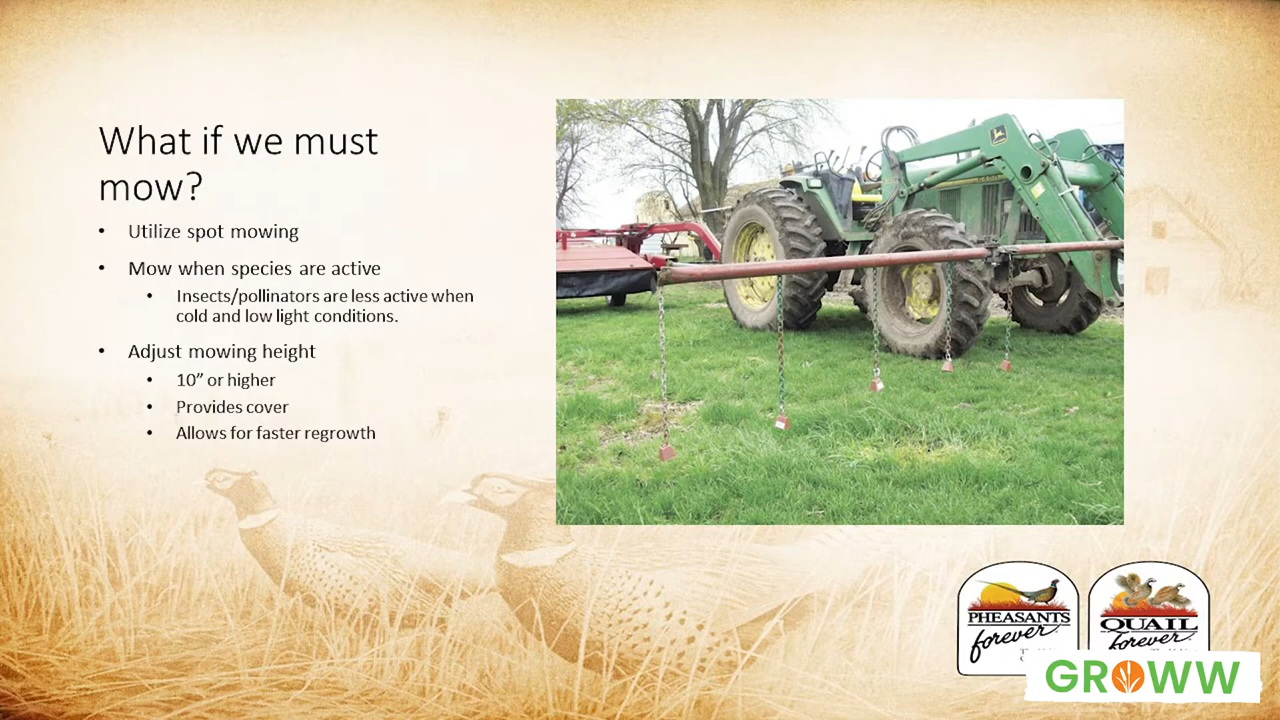 What if we must
mow?
• Utilize spot mowing
• Mow when species are active
• Insects/pollinators are less active when
cold and low light conditions.
• Adjust mowing height
• 10” or higher
• Provides cover
• Allows for faster regrowth
PHEASANTS
forever
QUAIL
forever
GROWW